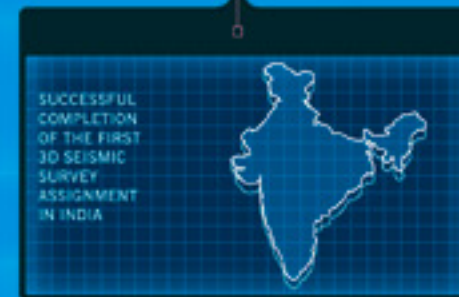 SUCCESSFUL
COMPLETION
OF THE FIRST
3D SEISMIC
SURVEY
ASSIGNMENT
IN INDIA